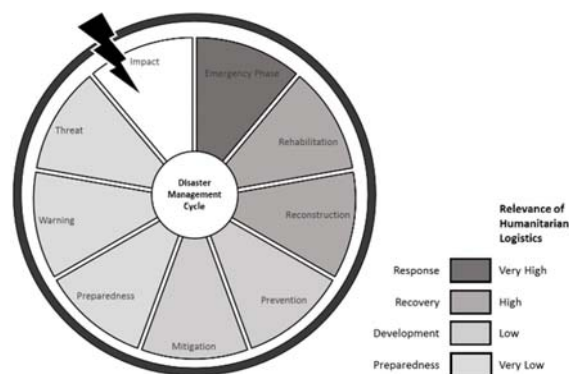 Impact
Emergency Phase
Threat
Rehabilitation
Disaster
Management
Cycle
Warning
Reconstruction
Preparedness
Prevention
Mitigation
Relevance of
Humanitarian
Logistics
Response Very High
Recovery High
Development Low
Preparedness Very Low